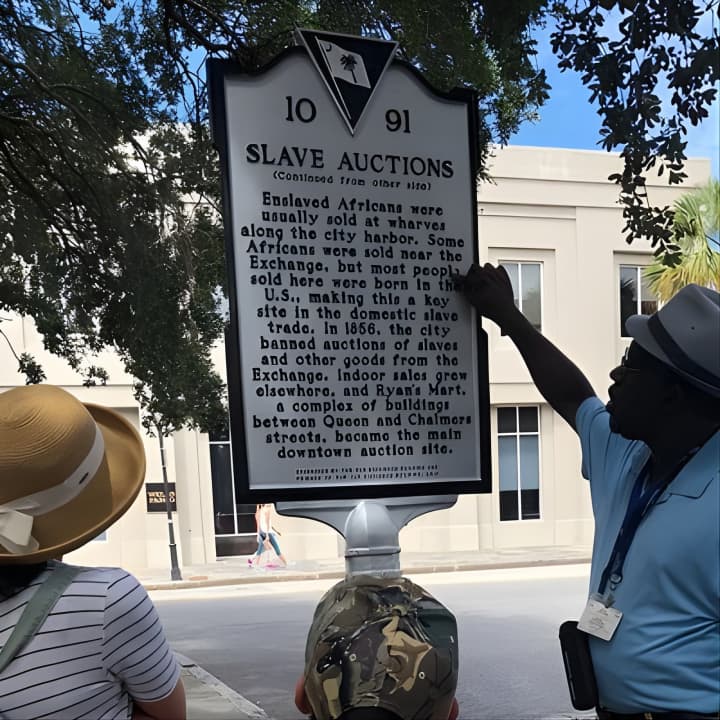 10 91
SLAVE AUCTIONS
(Continued from other side)
Enslaved Africans were
usually sold at wharves
along the city harbor. Some
Africans were sold near the
Exchange, but most people
sold here were born in the
U.S., making this a key
site in the domestic slave
trade. In 1856, the city
banned auctions of slaves
and other goods from the
Exchange. Indoor sales grew
elsewhere, and Ryan's Mart,
a complex of buildings
between Queen and Chalmers
streets, became the main
downtown auction site.